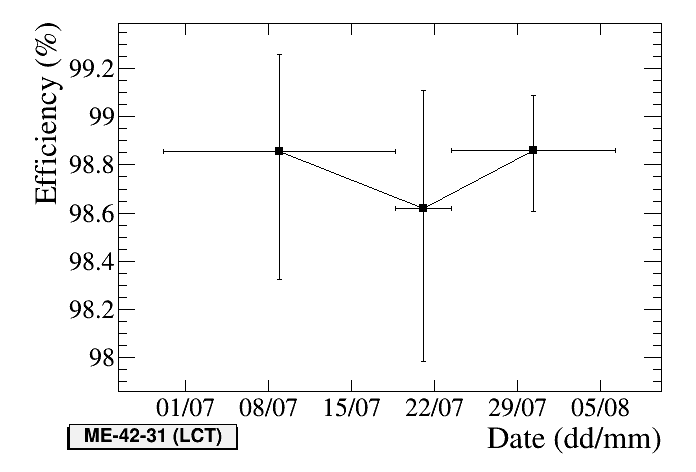 Efficiency (%)
99.2
99
98.8
98.6
98.4
98.2
98
01/07 08/07 15/07 22/07 29/07 05/08
ME-42-31 (LCT)
Date (dd/mm)